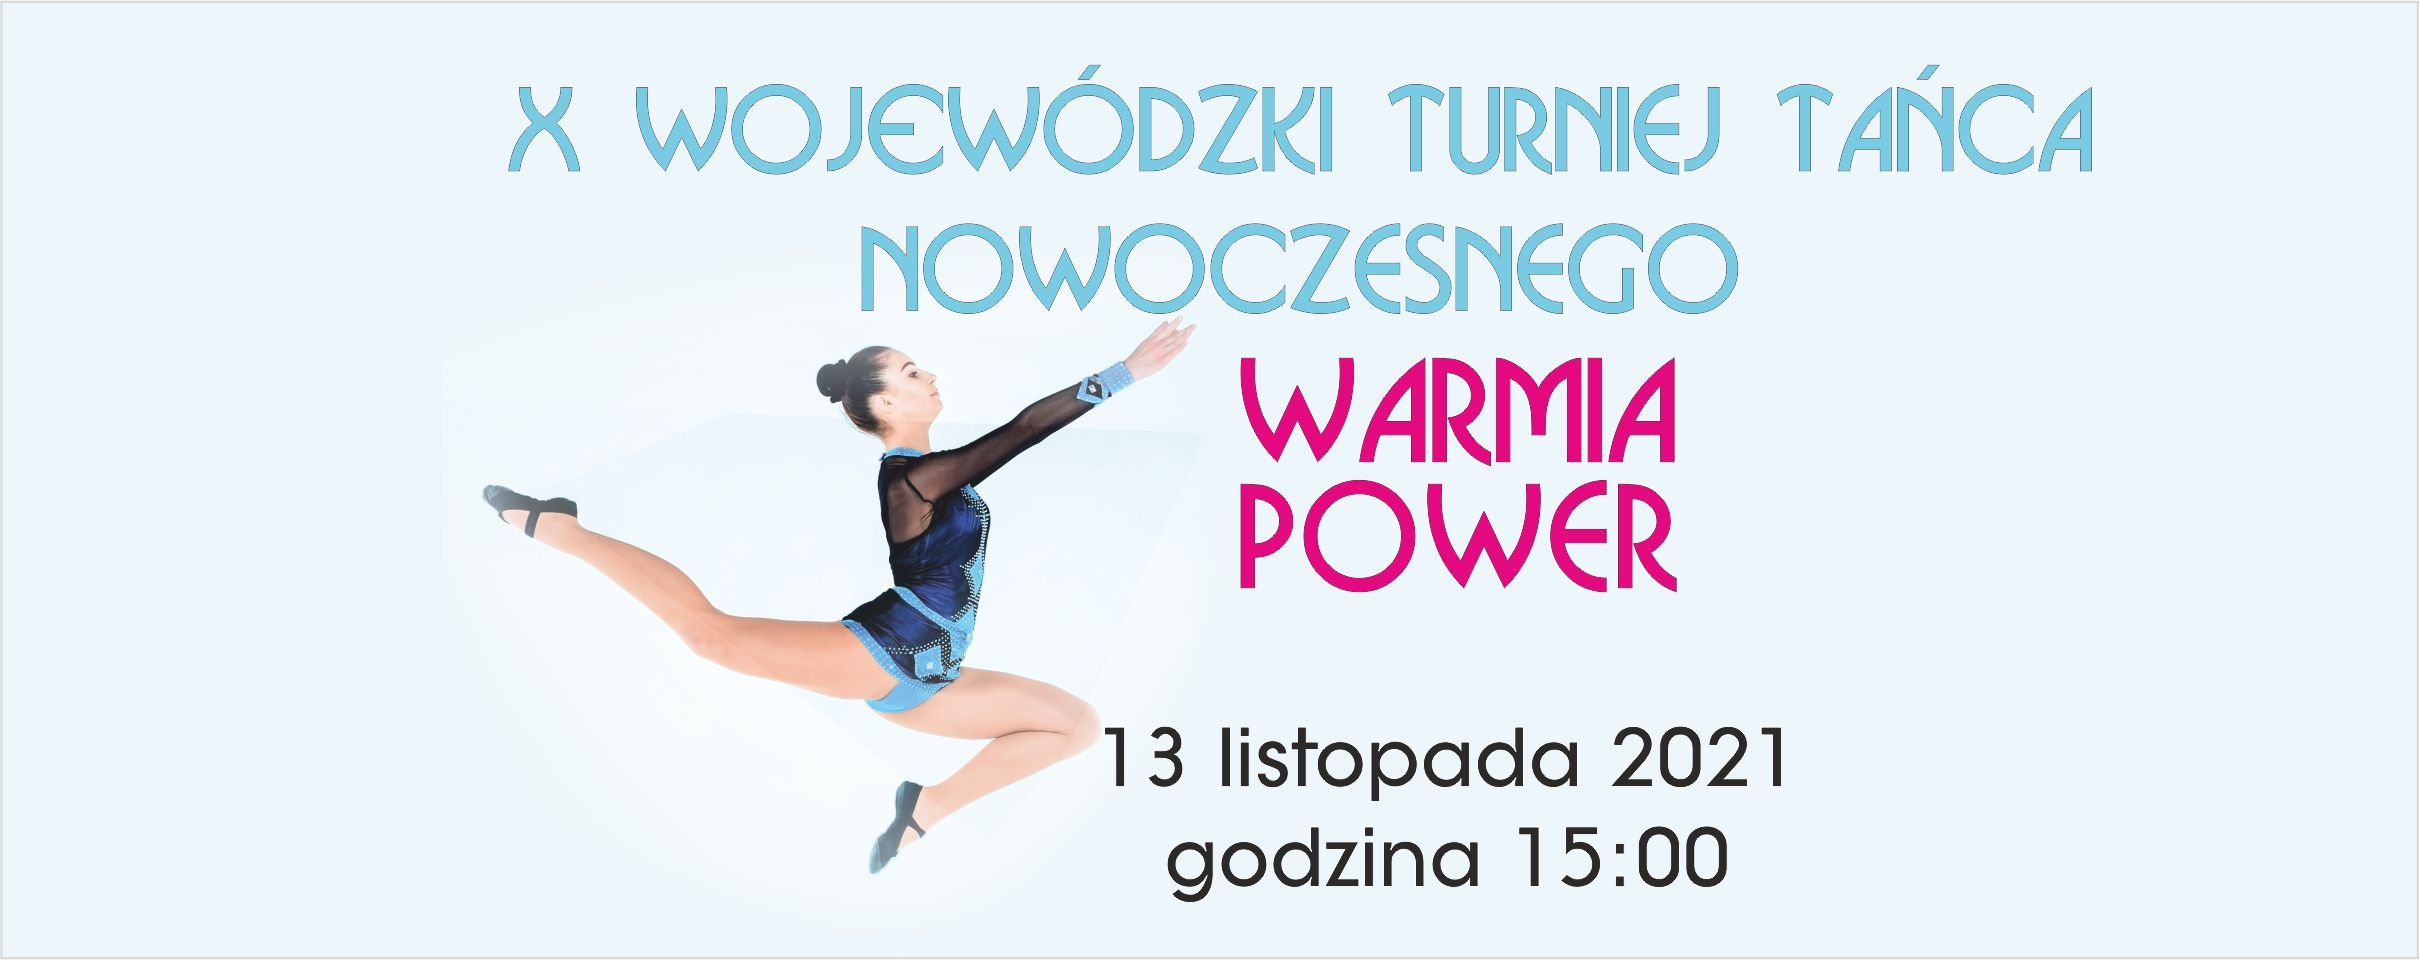 X WOJEWÓDZKI TURNIEJ TAŃCA
NOWOCZESNEGO
WARMIA
POWER
13 listopada 2021
godzina 15:00